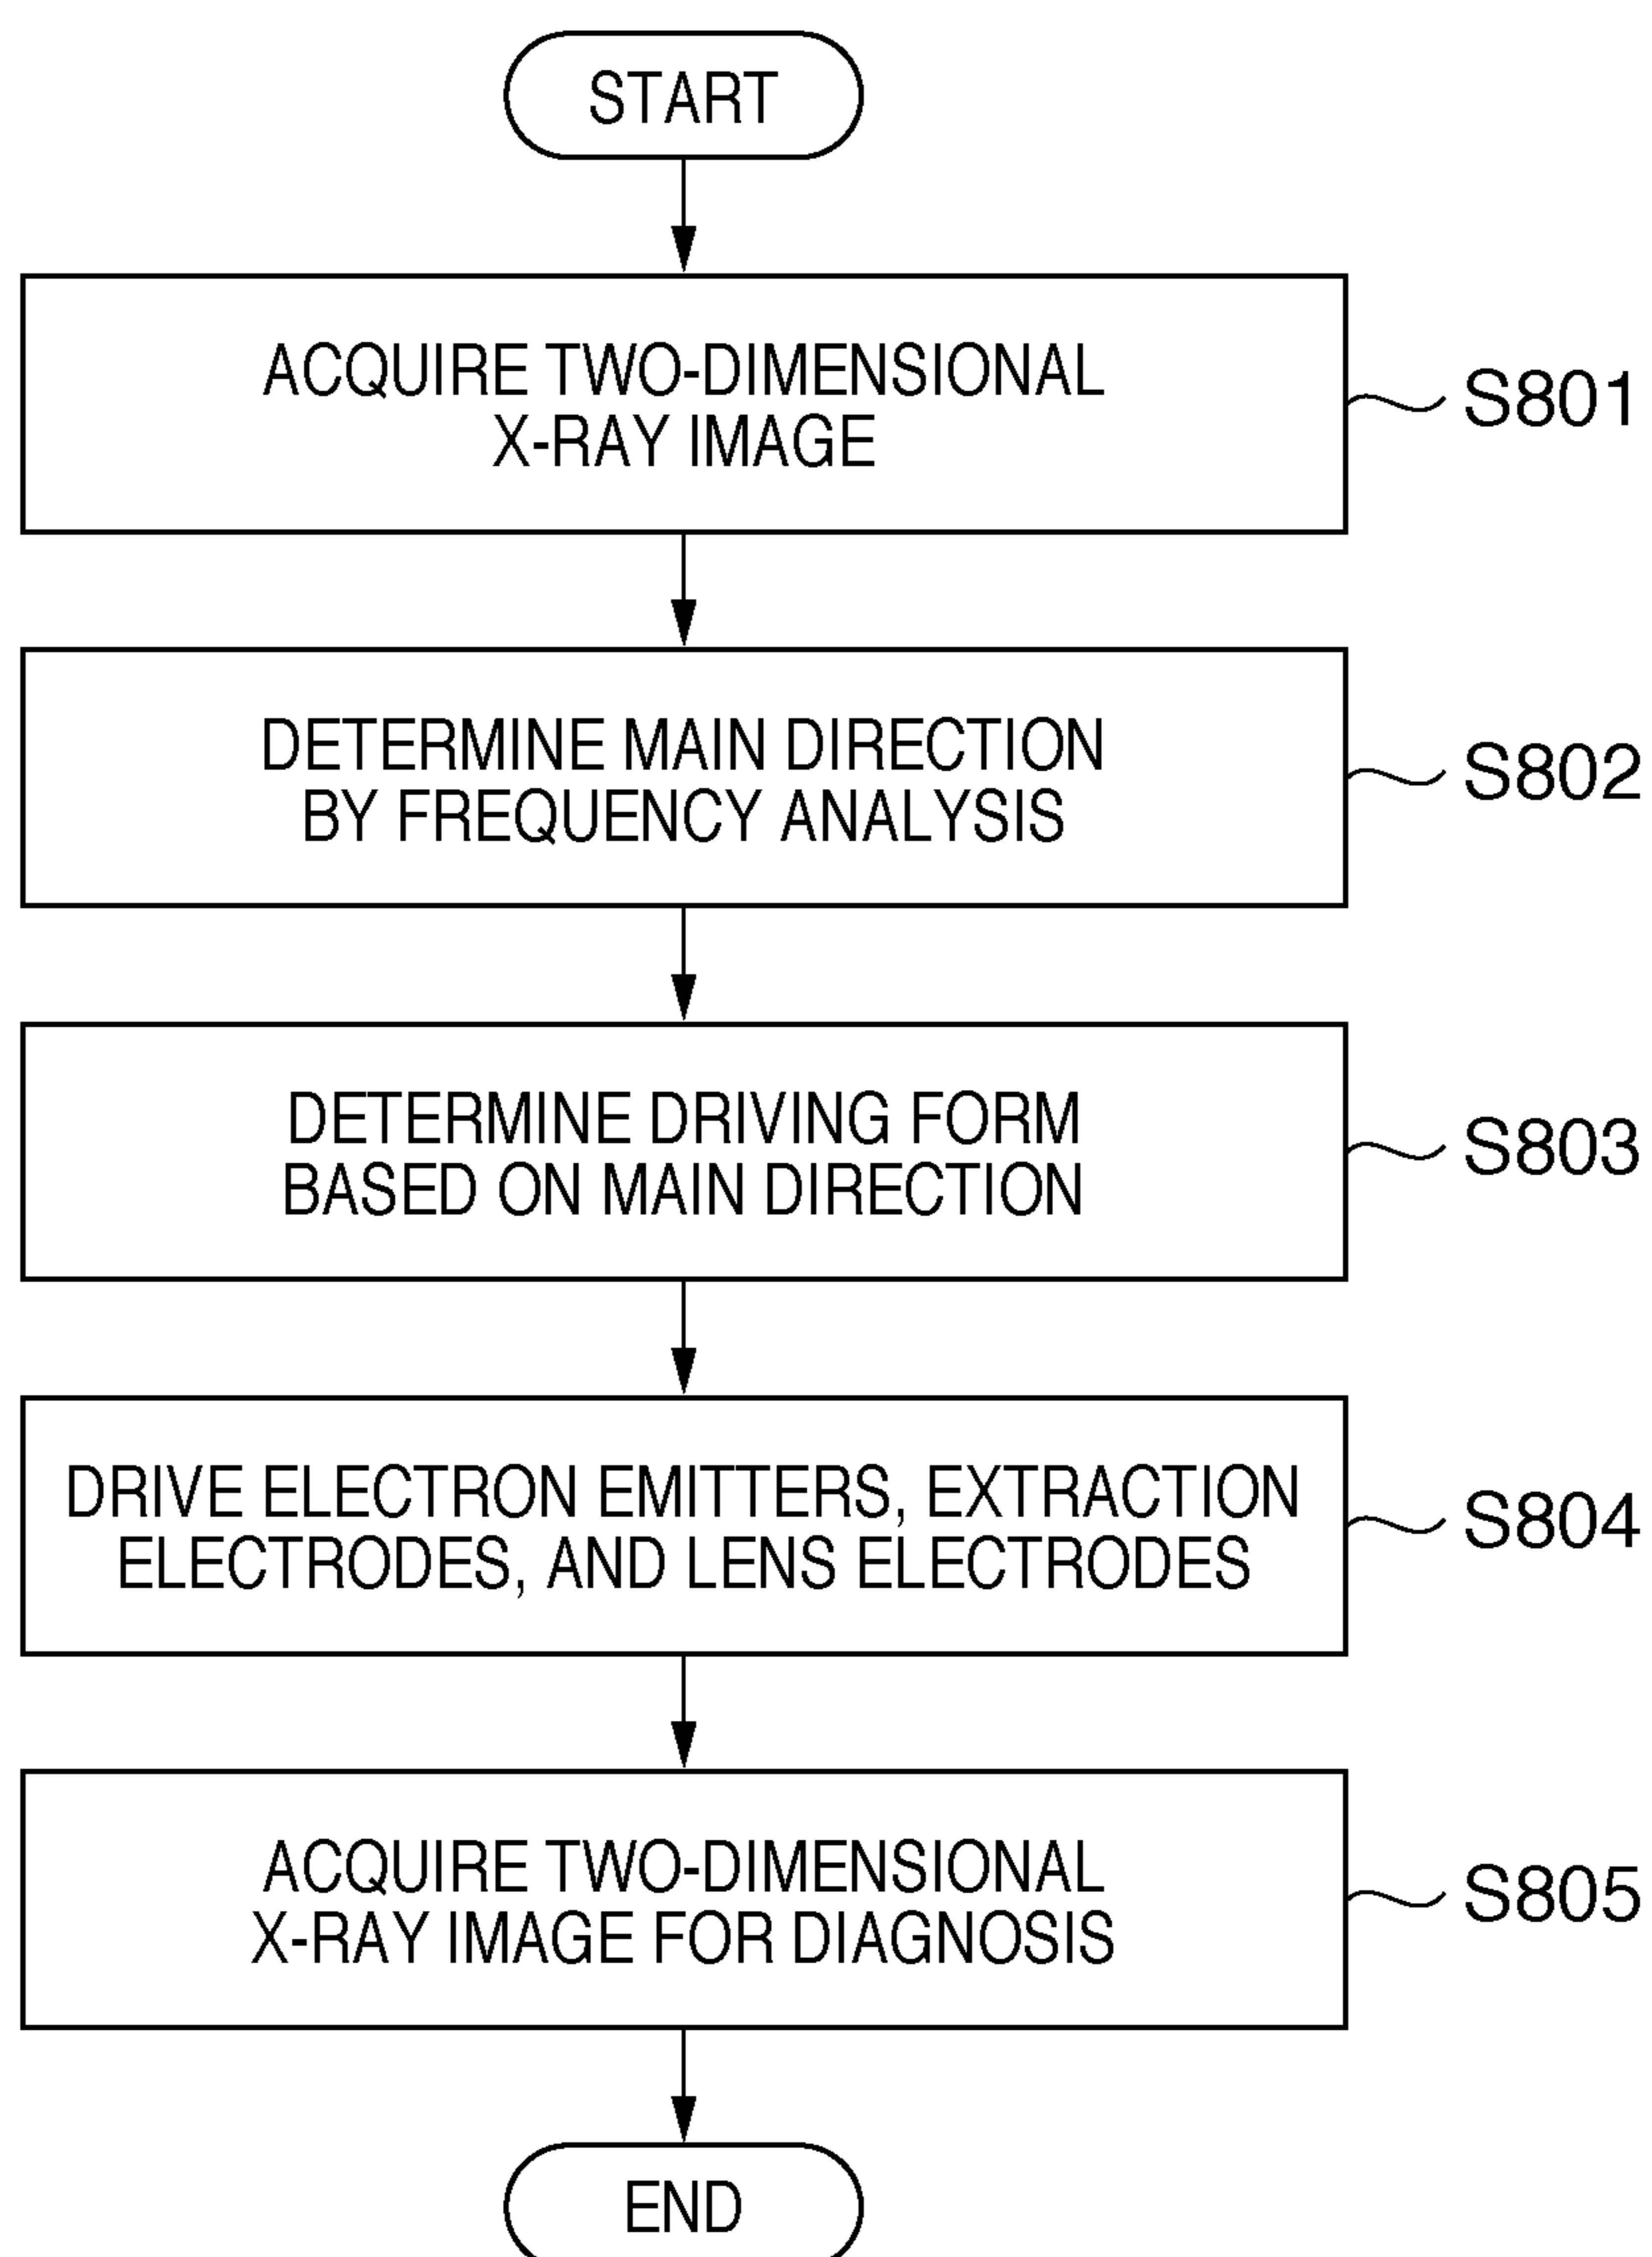 START
ACQUIRE TWO-DIMENSIONAL
X-RAY IMAGE
S801
DETERMINE MAIN DIRECTION
BY FREQUENCY ANALYSIS
S802
DETERMINE DRIVING FORM
BASED ON MAIN DIRECTION
S803
DRIVE ELECTRON EMITTERS, EXTRACTION
ELECTRODES, AND LENS ELECTRODES
S804
ACQUIRE TWO-DIMENSIONAL
X-RAY IMAGE FOR DIAGNOSIS
S805
END